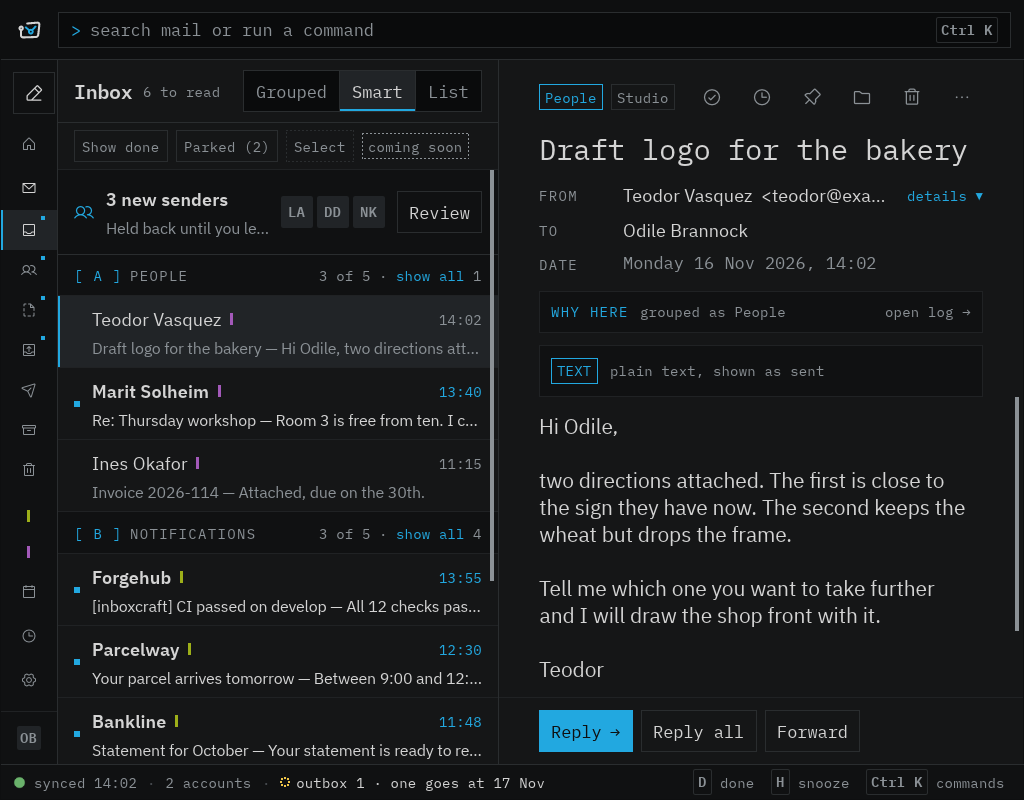 > search mail or run a command Ctrl K
Inbox 6 to read Grouped Smart List
Show done Parked (2) Select coming soon
3 new senders
Held back until you le… LA DD NK Review
[ A ] PEOPLE 3 of 5 · show all 1
Teodor Vasquez 14:02
Draft logo for the bakery — Hi Odile, two directions att…
Marit Solheim 13:40
Re: Thursday workshop — Room 3 is free from ten. I c…
Ines Okafor 11:15
Invoice 2026-114 — Attached, due on the 30th.
[ B ] NOTIFICATIONS 3 of 5 · show all 4
Forgehub 13:55
[inboxcraft] CI passed on develop — All 12 checks pas…
Parcelway 12:30
Your parcel arrives tomorrow — Between 9:00 and 12:…
Bankline 11:48
Statement for October — Your statement is ready to re…
People Studio ···
Draft logo for the bakery
FROM Teodor Vasquez <teodor@exa… details ▾
TO Odile Brannock
DATE Monday 16 Nov 2026, 14:02
WHY HERE grouped as People open log →
TEXT plain text, shown as sent
Hi Odile,
two directions attached. The first is close to
the sign they have now. The second keeps the
wheat but drops the frame.
Tell me which one you want to take further
and I will draw the shop front with it.
Teodor
Reply → Reply all Forward
OB
synced 14:02 · 2 accounts · outbox 1 · one goes at 17 Nov D done H snooze Ctrl K commands